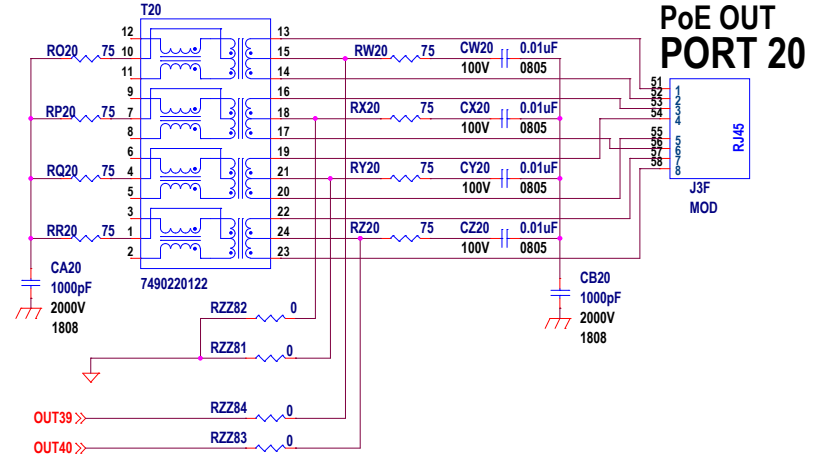 T20
PoE OUT
PORT 20
12
13
RO20 75 10
15 RW20 75 CW20 0.01uF
100V 0805
11
14
9
16
RP20 75 7
18 RX20 75 CX20 0.01uF
100V 0805
8
17
6
19
RQ20 75 4
21 RY20 75 CY20 0.01uF
100V 0805
5
20
3
22
RR20 75 1
24 RZ20 75 CZ20 0.01uF
100V 0805
2
23
51
52
53
54
55
56
57
58
1
2
3
4
5
6
7
8
RJ45
J3F
MOD
CA20
1000pF
2000V
1808
7490220122
CB20
1000pF
2000V
1808
RZZ82 0
RZZ81 0
OUT39 RZZ84 0
OUT40 RZZ83 0